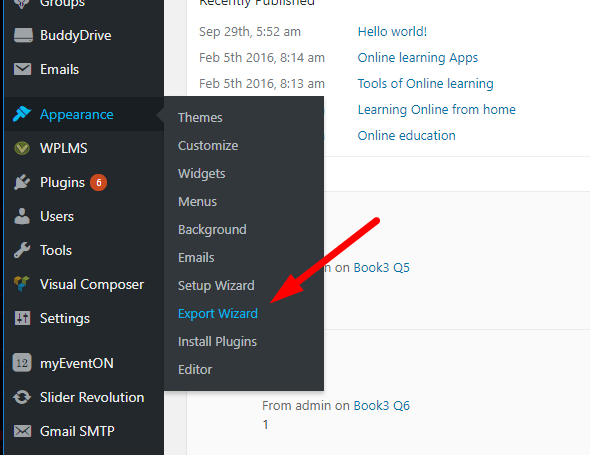 Groups
BuddyDrive
Emails
Appearance
WPLMS
Plugins 6
Users
Tools
Visual Composer
Settings
12 myEventON
Slider Revolution
Gmail SMTP
Themes
Customize
Widgets
Menus
Background
Emails
Setup Wizard
Export Wizard
Install Plugins
Editor
Recently Published
Sep 29th, 5:52 am Hello world!
Feb 5th 2016, 8:14 am Online learning Apps
Feb 5th 2016, 8:13 am Tools of Online learning
Learning Online from home
Online education
on Book3 Q5
From admin on Book3 Q6
1